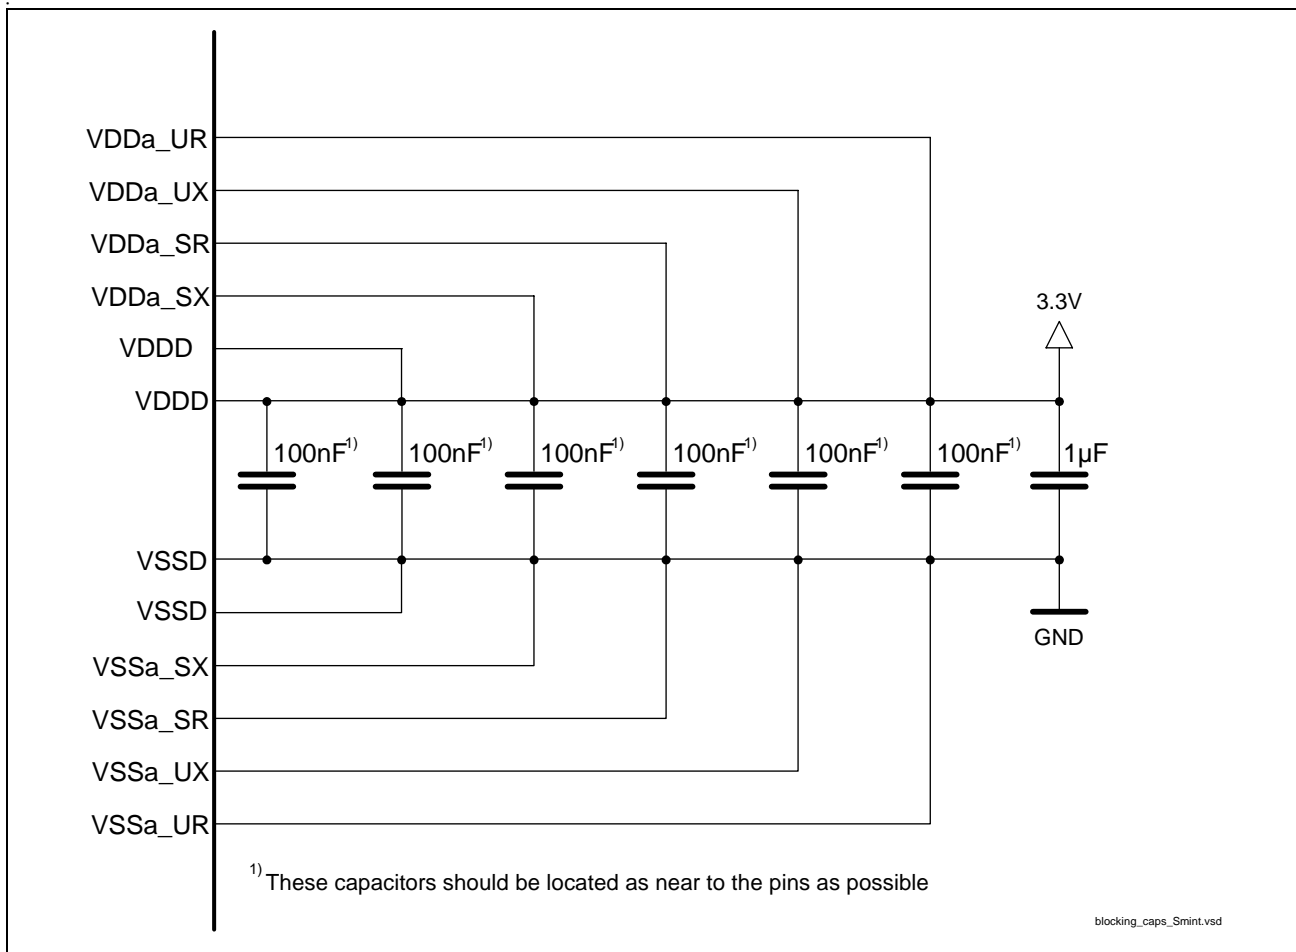 :
VDDa_UR
VDDa_UX
VDDa_SR
VDDa_SX
3.3V
VDDD
VDDD
100nF1) 100nF1) 100nF1) 100nF1) 100nF1) 100nF1) 1µF
VSSD
VSSD
GND
VSSa_SX
VSSa_SR
VSSa_UX
VSSa_UR
1) These capacitors should be located as near to the pins as possible
blocking_caps_Smint.vsd